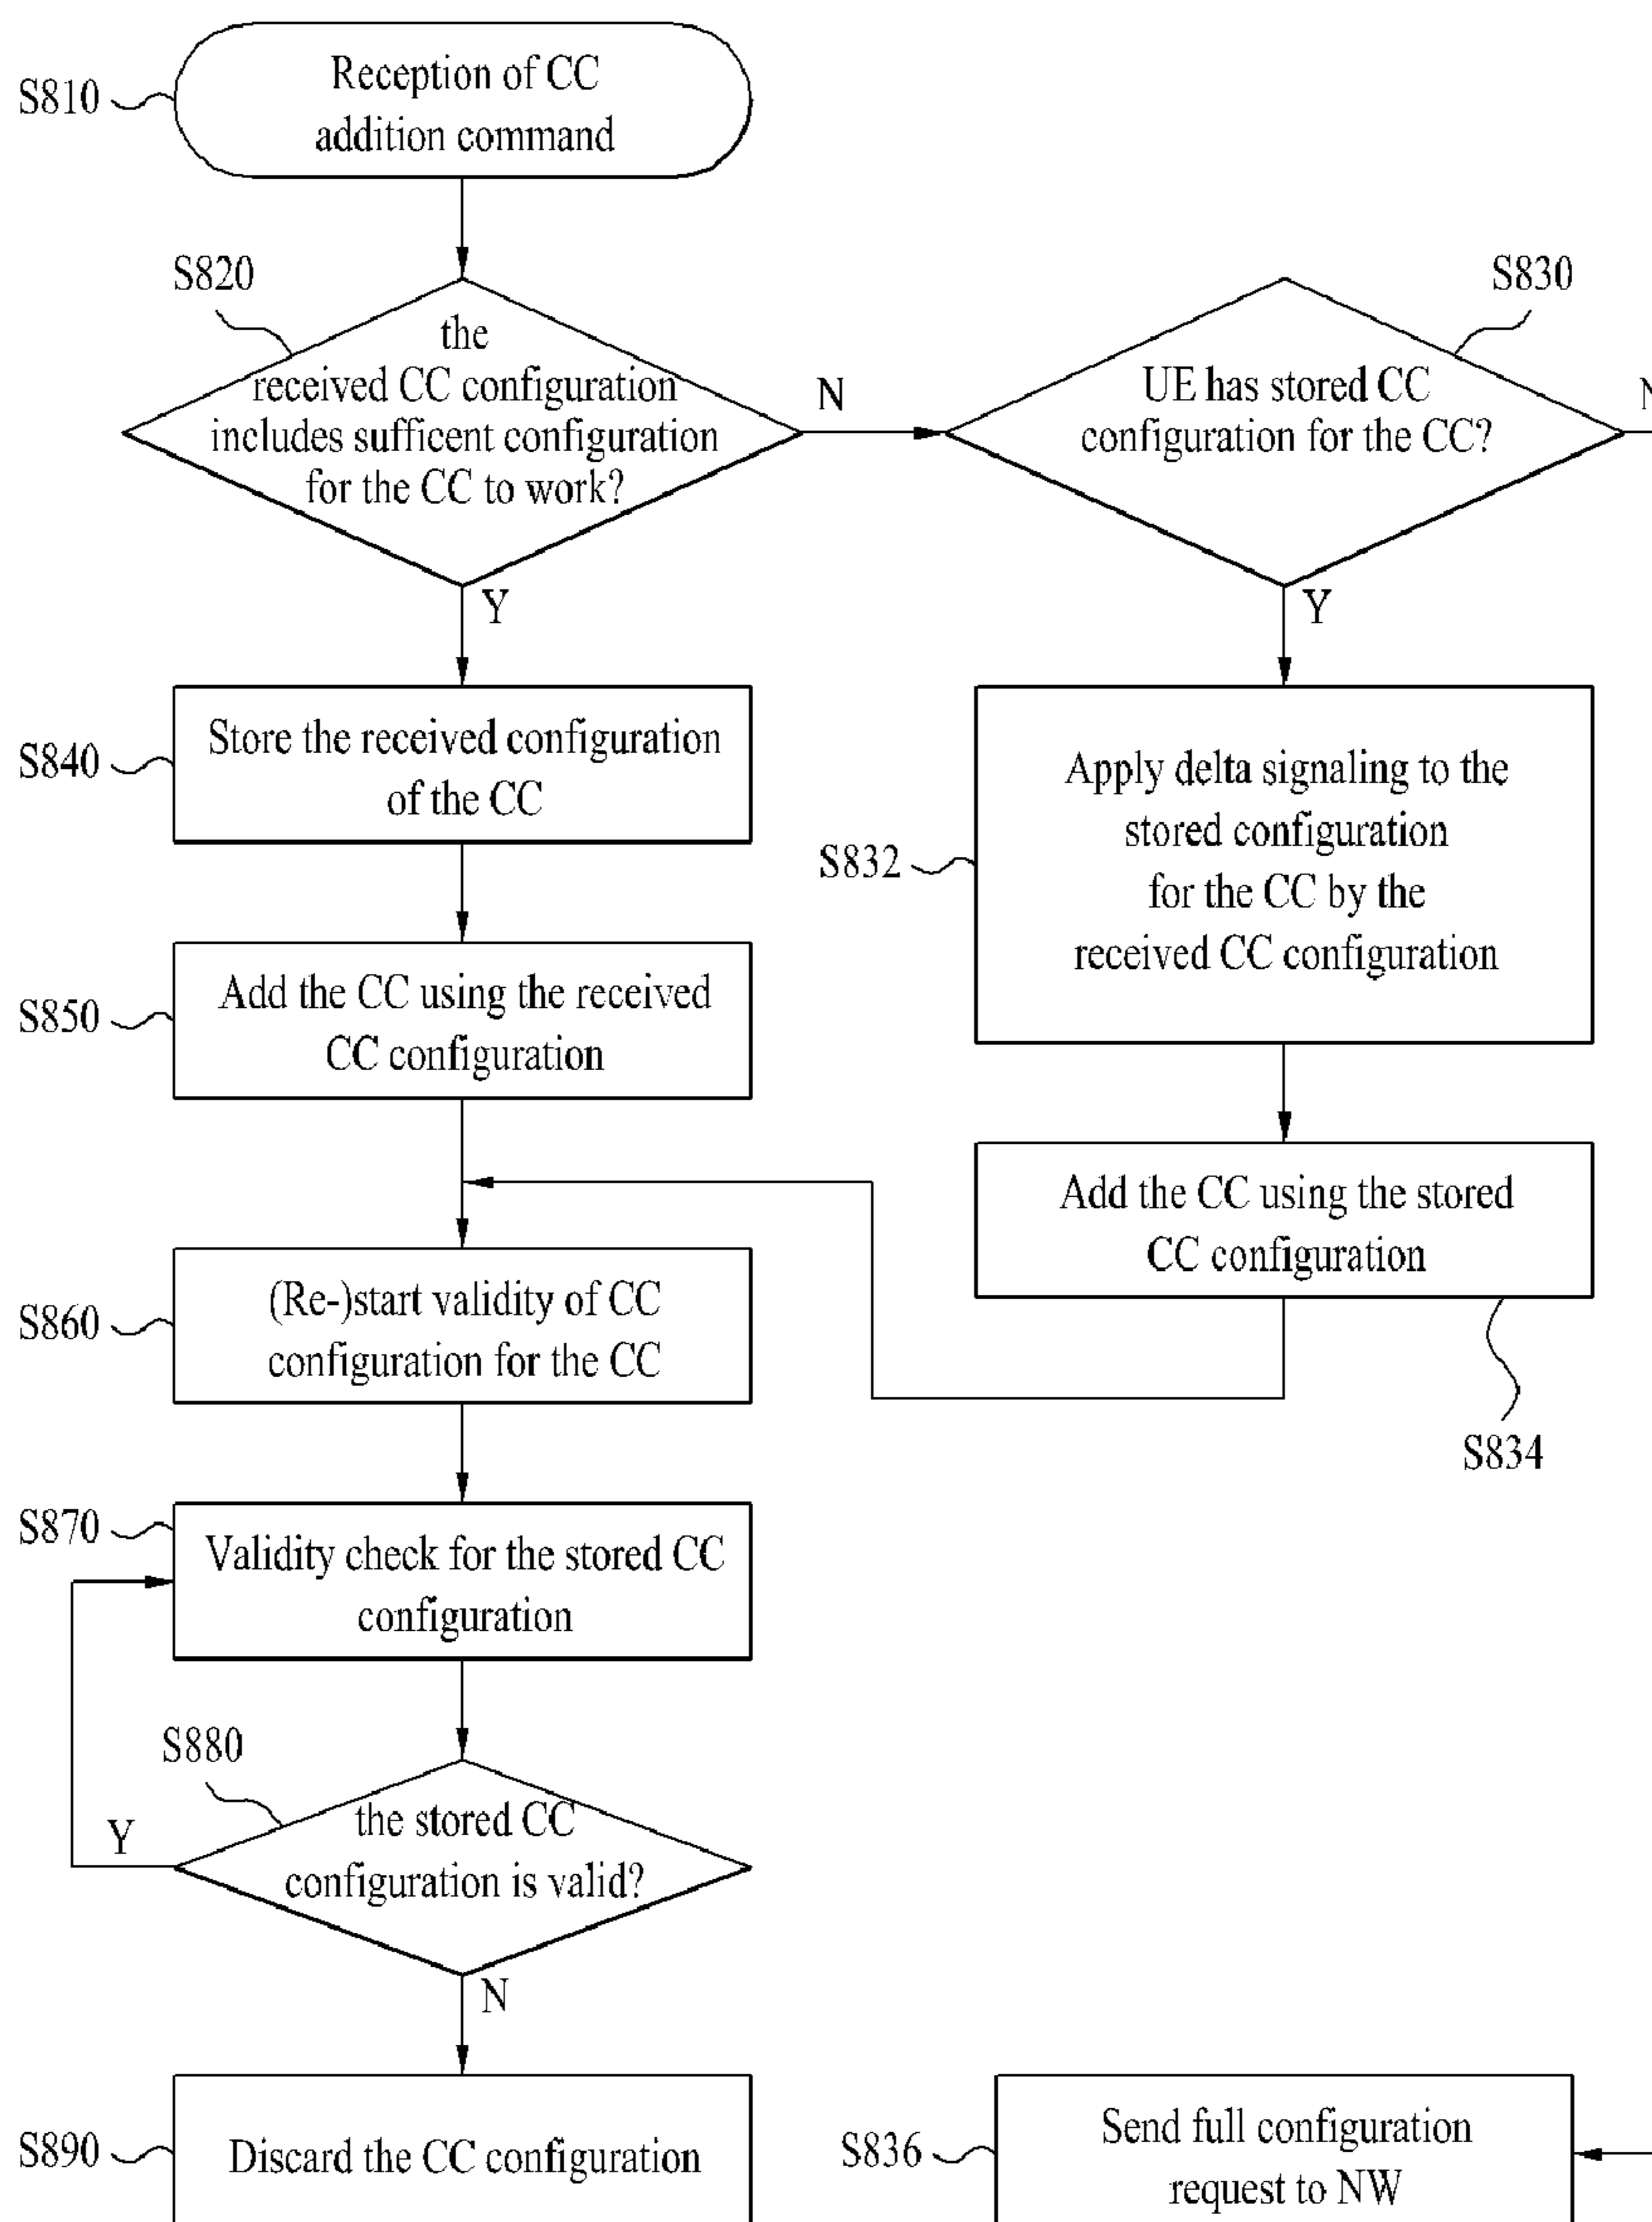 S810
Reception of CC
addition command
S820
the
received CC configuration
includes sufficent configuration
for the CC to work?
N
Y
S830
UE has stored CC
configuration for the CC?
N
Y
S840
Store the received configuration
of the CC
S832
Apply delta signaling to the
stored configuration
for the CC by the
received CC configuration
S850
Add the CC using the received
CC configuration
Add the CC using the stored
CC configuration
S834
S860
(Re-)start validity of CC
configuration for the CC
S870
Validity check for the stored CC
configuration
S880
the stored CC
configuration is valid?
Y
N
S890
Discard the CC configuration
S836
Send full configuration
request to NW